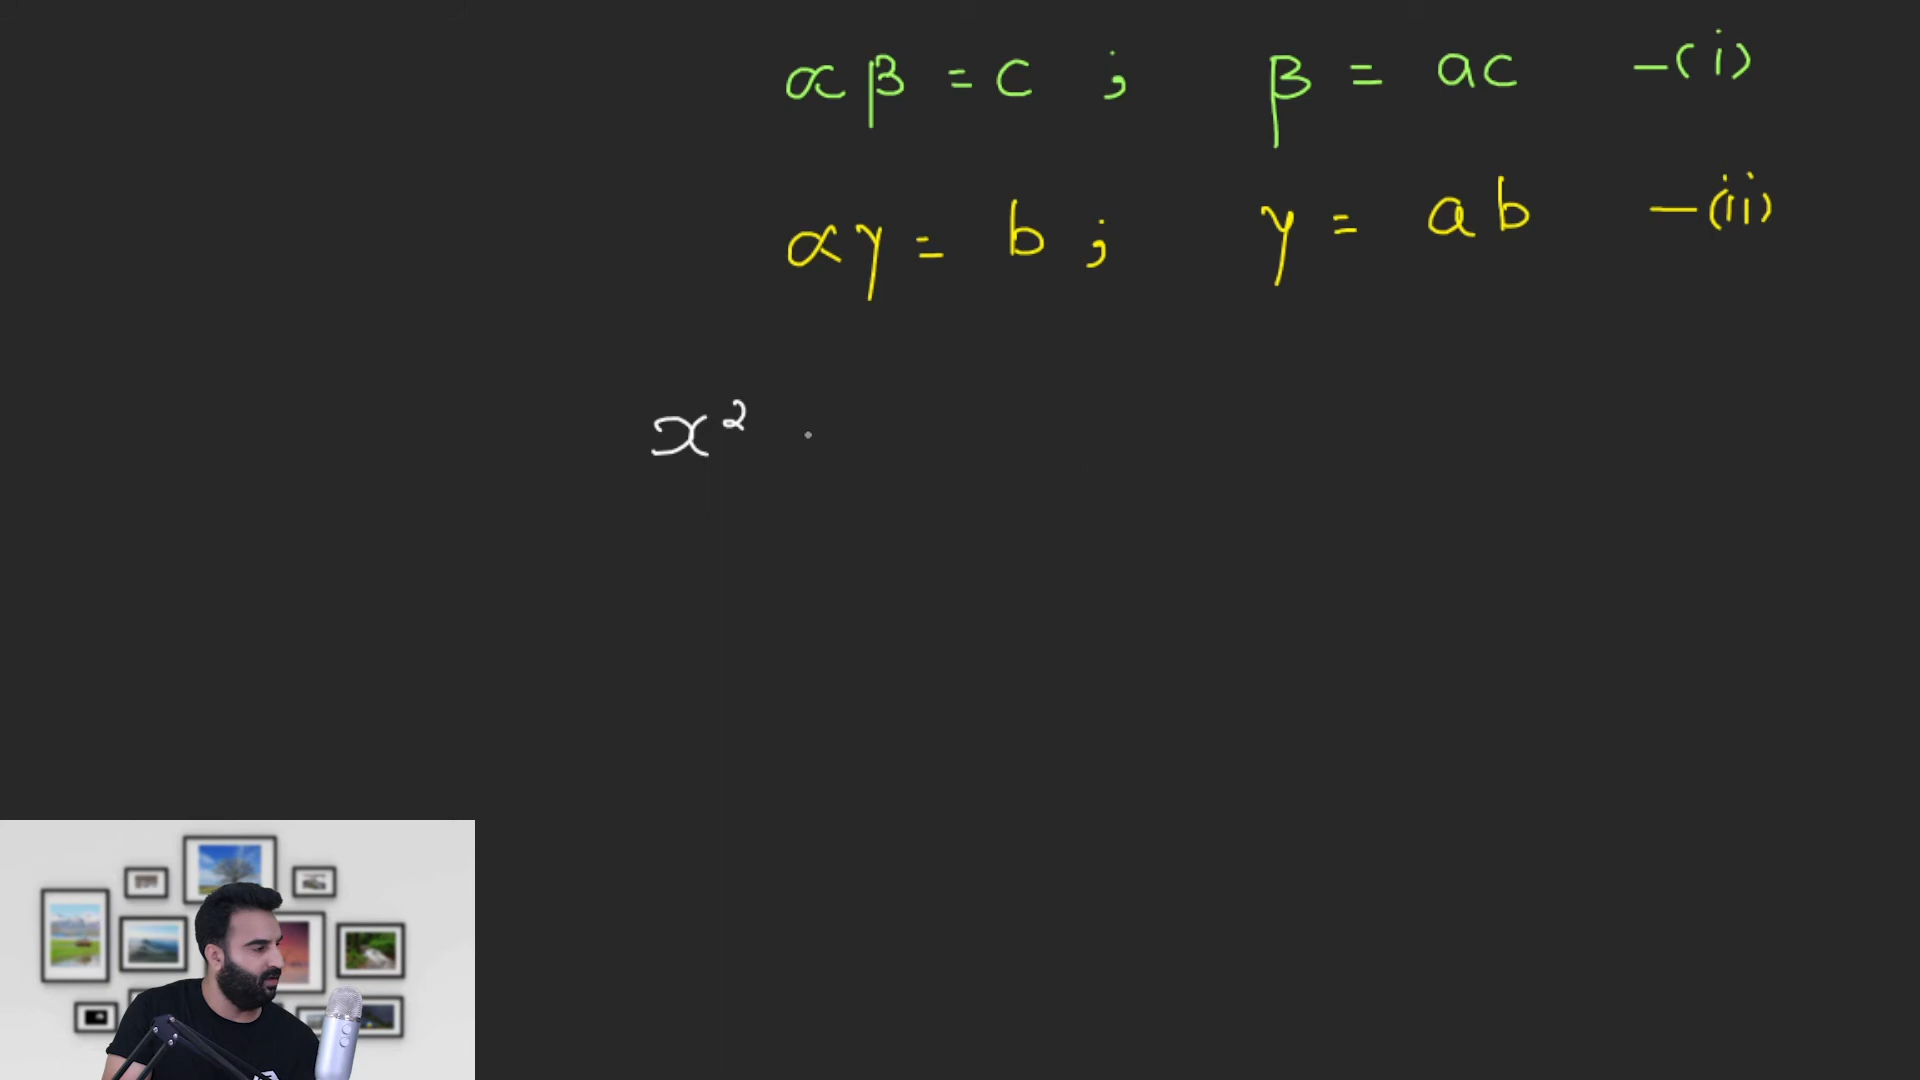 αβ = c ; β = ac —(i)
αγ = b ; γ = ab —(ii)
x²